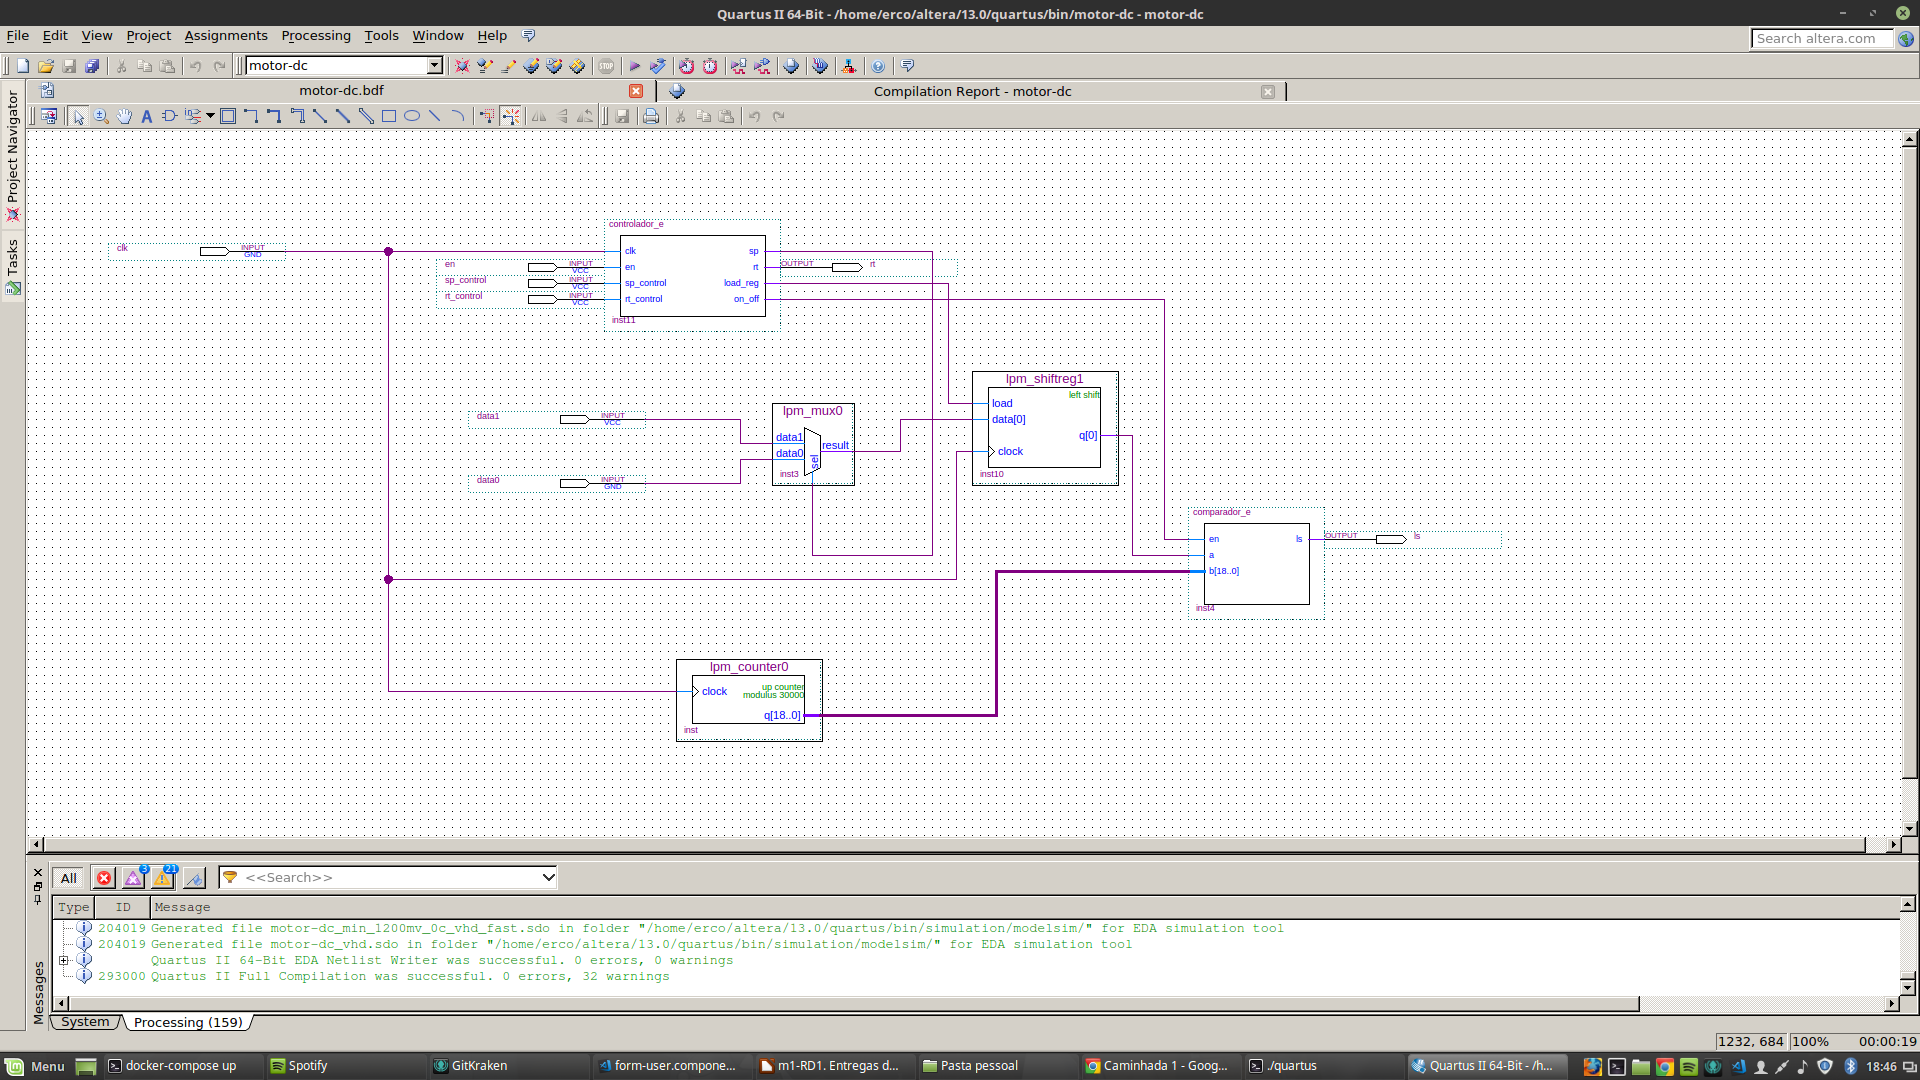 Quartus II 64-Bit - /home/erco/altera/13.0/quartus/bin/motor-dc - motor-dc
File Edit View Project Assignments Processing Tools Window Help
Search altera.com
motor-dc
STOP
motor-dc.bdf
Compilation Report - motor-dc
Project Navigator
Tasks
controlador_e
clk INPUT GND
clk sp
en INPUT VCC
en rt
OUTPUT rt
sp_control INPUT VCC
sp_control load_reg
rt_control INPUT VCC
rt_control on_off
inst11
lpm_shiftreg1
left shift
load
data[0]
q[0]
clock
inst10
data1 INPUT VCC
lpm_mux0
data1
data0
sel
result
inst3
data0 INPUT GND
comparador_e
en ls
a
b[18..0]
inst4
OUTPUT ls
lpm_counter0
clock
up counter
modulus 30000
q[18..0]
inst
Messages
All 3 21 <<Search>>
Type ID Message
204019 Generated file motor-dc_min_1200mv_0c_vhd_fast.sdo in folder "/home/erco/altera/13.0/quartus/bin/simulation/modelsim/" for EDA simulation tool
204019 Generated file motor-dc_vhd.sdo in folder "/home/erco/altera/13.0/quartus/bin/simulation/modelsim/" for EDA simulation tool
Quartus II 64-Bit EDA Netlist Writer was successful. 0 errors, 0 warnings
293000 Quartus II Full Compilation was successful. 0 errors, 32 warnings
System Processing (159)
1232, 684 100% 00:00:19
Menu docker-compose up Spotify GitKraken form-user.compone... m1-RD1. Entregas d... Pasta pessoal Caminhada 1 - Goog... ./quartus Quartus II 64-Bit - /h... 18:46